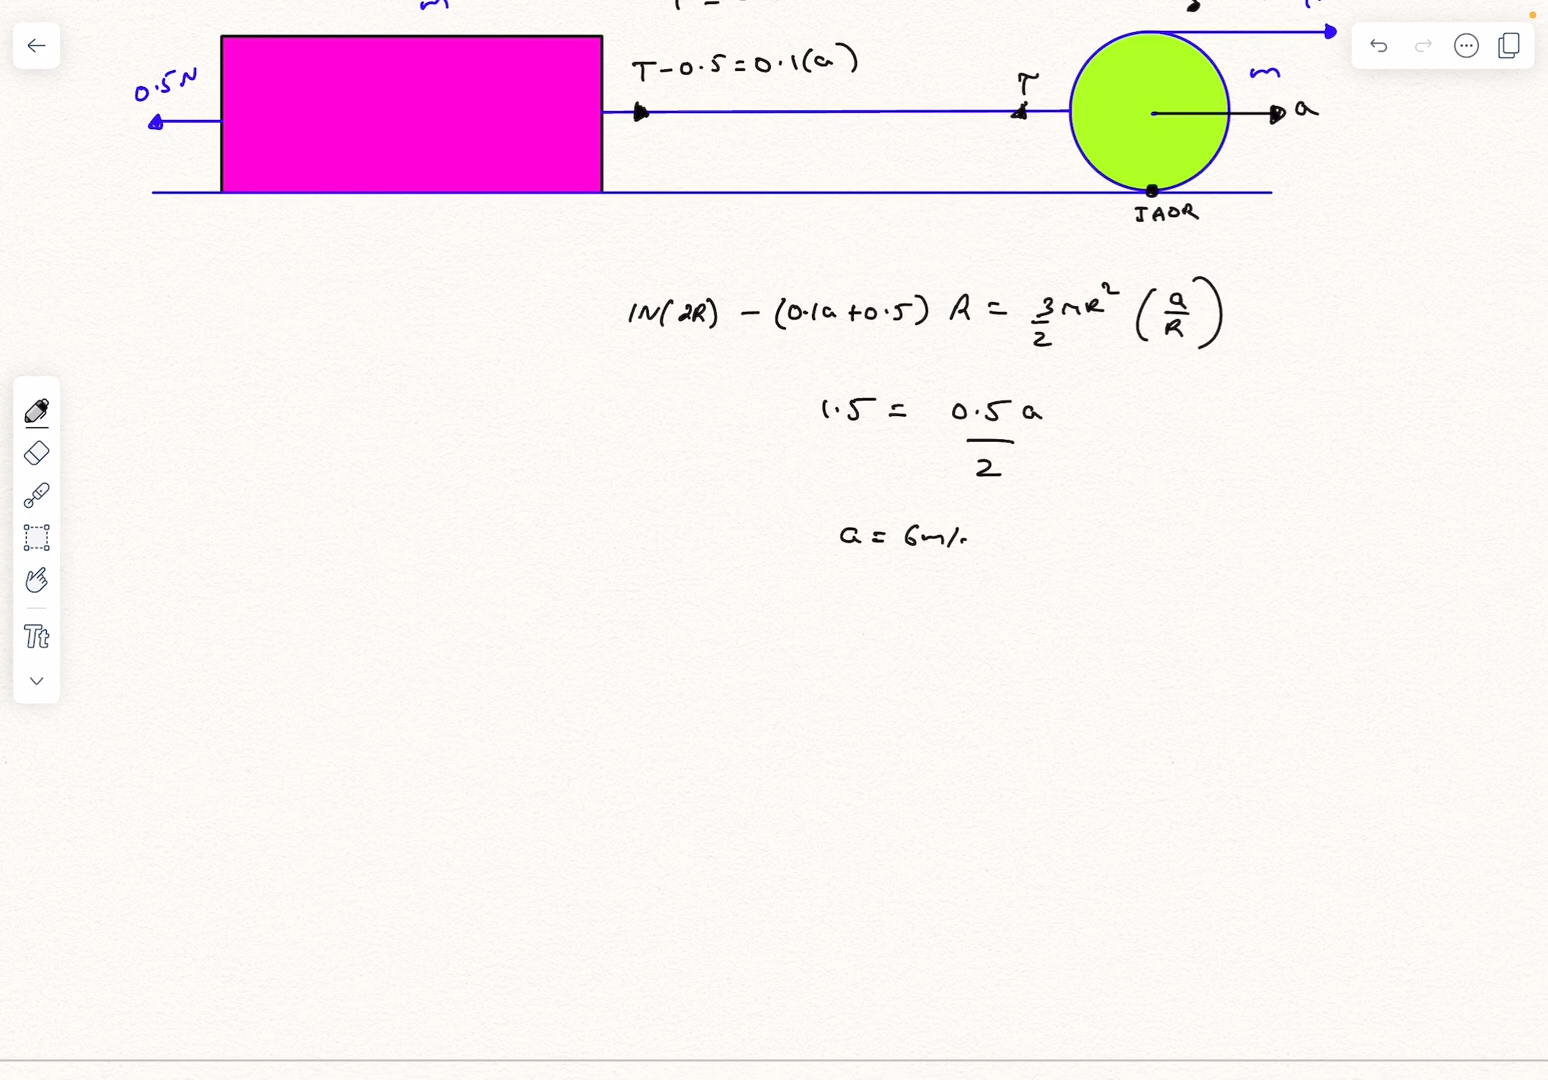 m
0.5N
T-0.5=0.1(a)
T
m
a
IAOR
1N(2R) - (0.1a+0.5) R = 3/2 mR² (a/R)
1.5 = 0.5a/2
a = 6m/
Tt